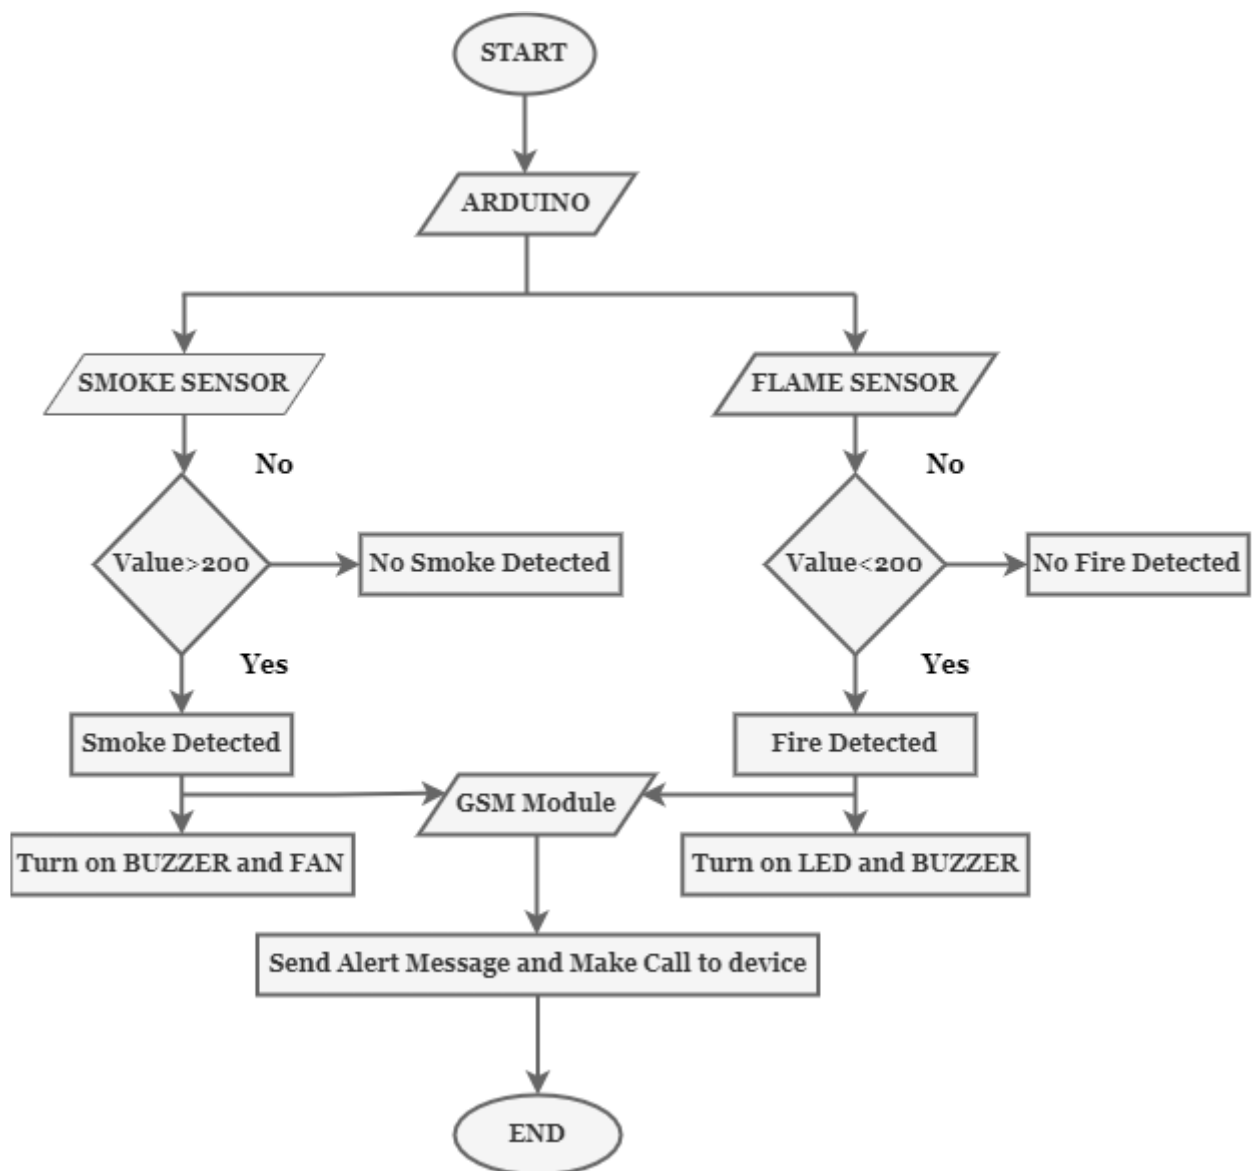 START
ARDUINO
SMOKE SENSOR
FLAME SENSOR
No
No
Value>200
No Smoke Detected
Value<200
No Fire Detected
Yes
Yes
Smoke Detected
Fire Detected
GSM Module
Turn on BUZZER and FAN
Turn on LED and BUZZER
Send Alert Message and Make Call to device
END